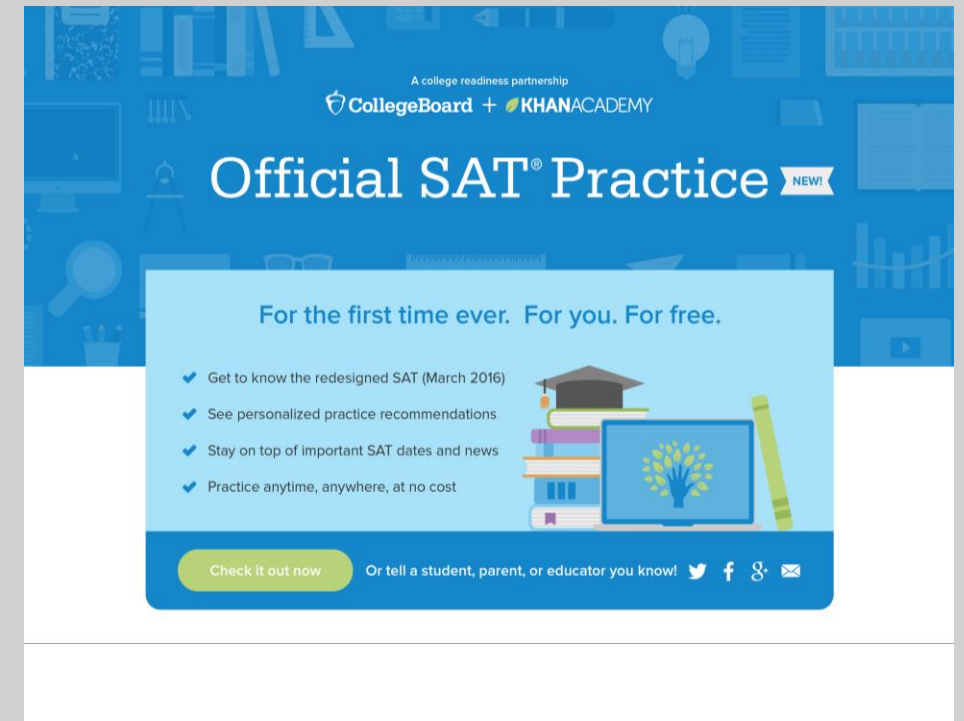 A college readiness partnership
CollegeBoard + KHANACADEMY
Official SAT® Practice NEW!
For the first time ever. For you. For free.
Get to know the redesigned SAT (March 2016)
See personalized practice recommendations
Stay on top of important SAT dates and news
Practice anytime, anywhere, at no cost
Check it out now Or tell a student, parent, or educator you know!